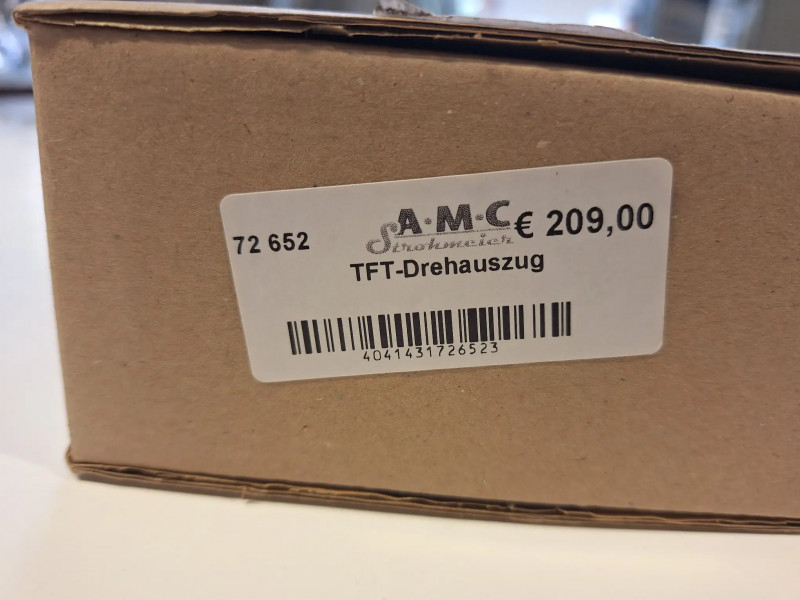 72 652 A·M·C € 209,00
Strohmeier
TFT-Drehauszug
4041431726523